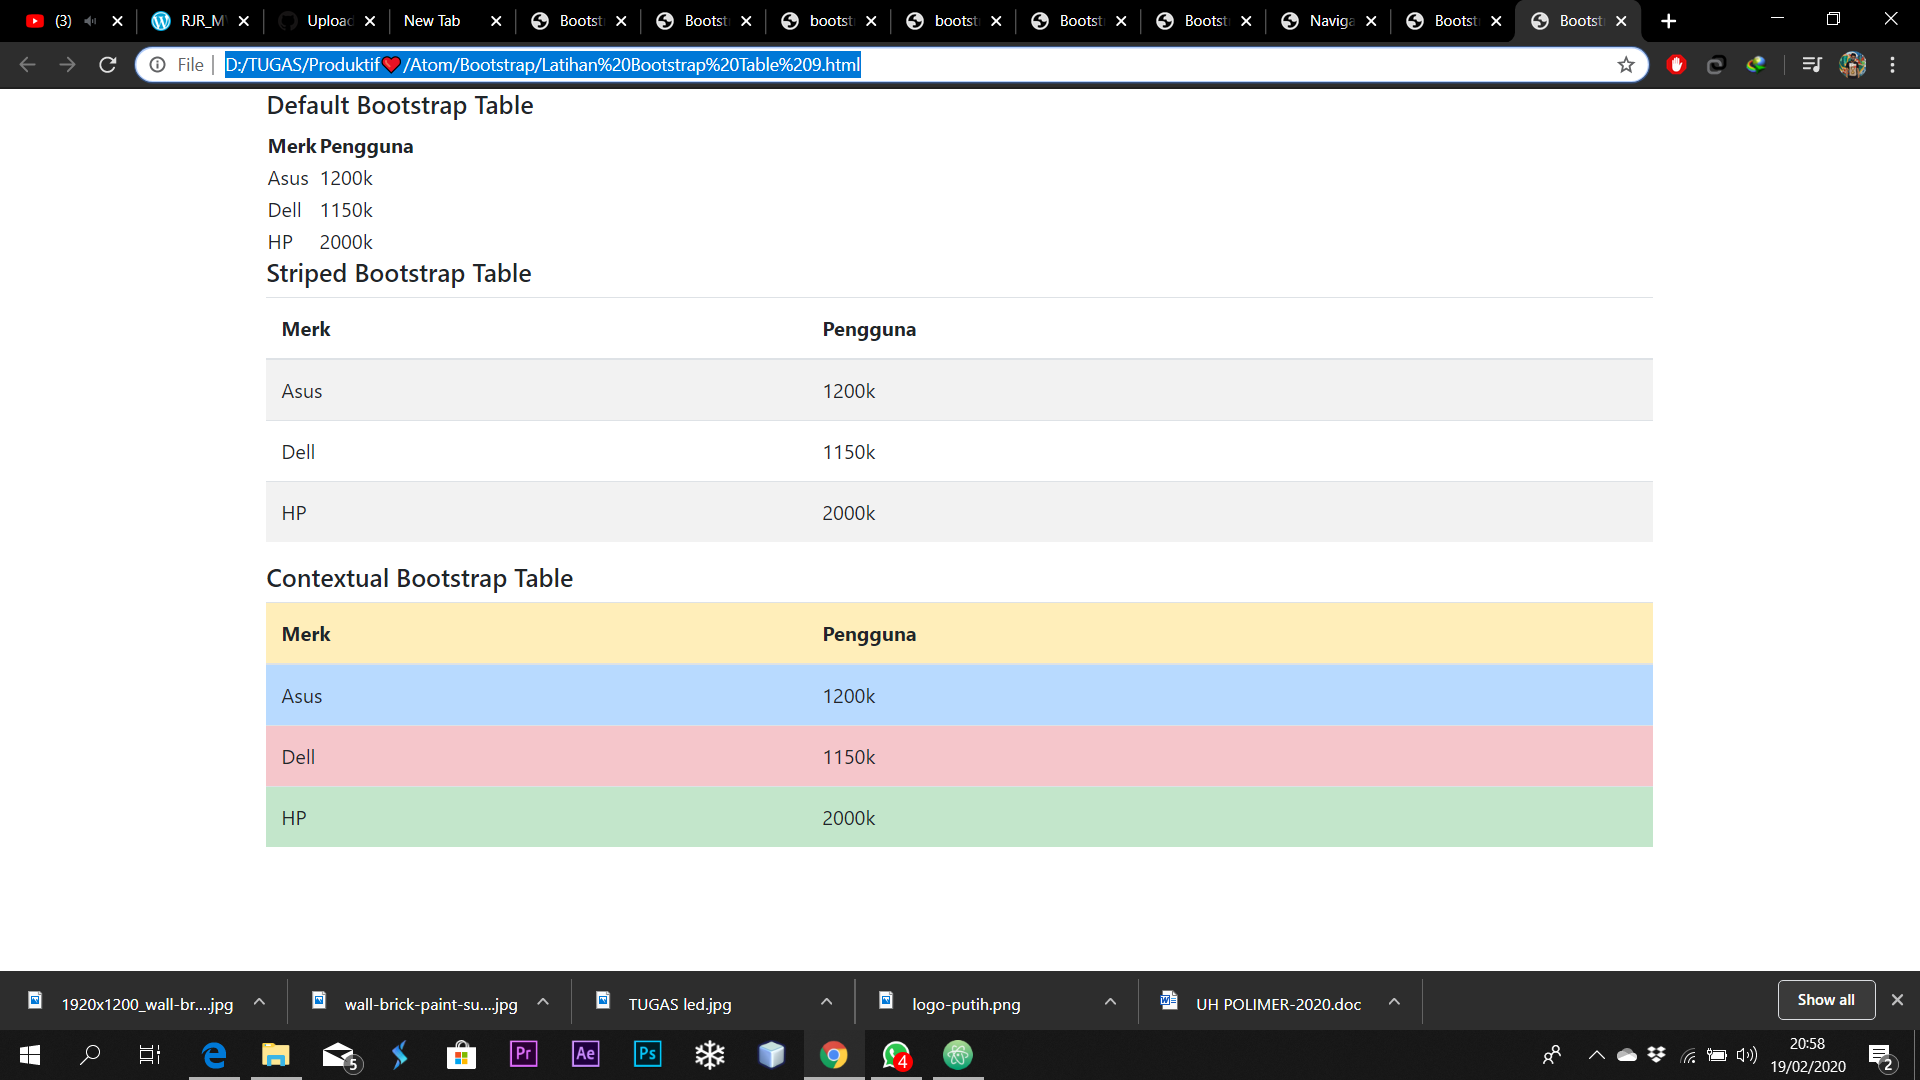 (3)
RJR_M
Upload
New Tab
Bootst
Bootst
bootst
bootst
Bootst
Bootst
Naviga
Bootst
Bootst
File
D:/TUGAS/Produktif❤️/Atom/Bootstrap/Latihan%20Bootstrap%20Table%209.html
Default Bootstrap Table
Merk Pengguna
Asus 1200k
Dell 1150k
HP 2000k
Striped Bootstrap Table
Merk Pengguna
Asus 1200k
Dell 1150k
HP 2000k
Contextual Bootstrap Table
Merk Pengguna
Asus 1200k
Dell 1150k
HP 2000k
1920x1200_wall-br....jpg
wall-brick-paint-su....jpg
TUGAS led.jpg
logo-putih.png
UH POLIMER-2020.doc
Show all
5
Pr
Ae
Ps
4
20:58
19/02/2020
2